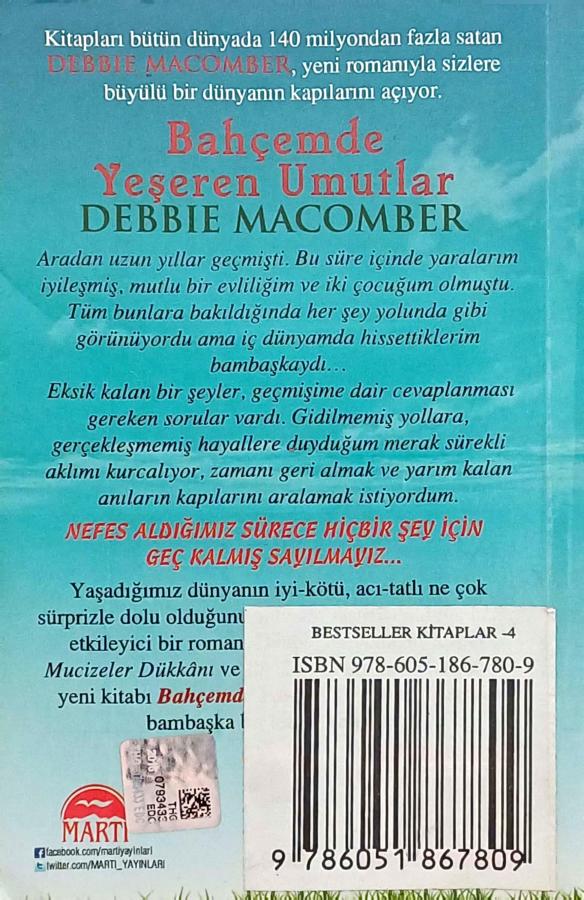 Kitapları bütün dünyada 140 milyondan fazla satan
DEBBIE MACOMBER, yeni romanıyla sizlere
büyülü bir dünyanın kapılarını açıyor.
Bahçemde
Yeşeren Umutlar
DEBBIE MACOMBER
Aradan uzun yıllar geçmişti. Bu süre içinde yaralarım
iyileşmiş, mutlu bir evliliğim ve iki çocuğum olmuştu.
Tüm bunlara bakıldığında her şey yolunda gibi
görünüyordu ama iç dünyamda hissettiklerim
bambaşkaydı...
Eksik kalan bir şeyler, geçmişime dair cevaplanması
gereken sorular vardı. Gidilmemiş yollara,
gerçekleşmemiş hayallere duyduğum merak sürekli
aklımı kurcalıyor, zamanı geri almak ve yarım kalan
anıların kapılarını aralamak istiyordum.
NEFES ALDIĞIMIZ SÜRECE HİÇBİR ŞEY İÇİN
GEÇ KALMIŞ SAYILMAYIZ...
Yaşadığımız dünyanın iyi-kötü, acı-tatlı ne çok
sürprizle dolu olduğunu
etkileyici bir roman
Mucizeler Dükkânı ve
yeni kitabı Bahçemd
bambaşka b
BESTSELLER KİTAPLAR -4
ISBN 978-605-186-780-9
9 786051 867809
THG
MARTI
facebook.com/martiyayinlari
twitter.com/MARTI_YAYINLARI